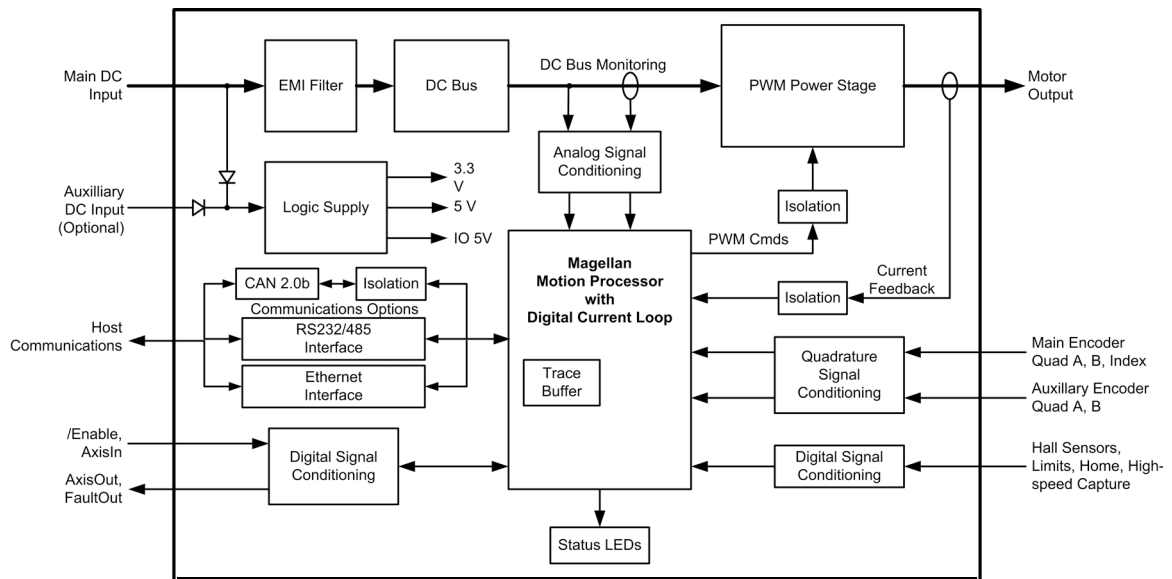 Main DC
Input
EMI Filter
DC Bus
DC Bus Monitoring
PWM Power Stage
Motor
Output
Analog Signal
Conditioning
Auxilliary
DC Input
(Optional)
Logic Supply
3.3
V
5 V
IO 5V
Isolation
PWM Cmds
Magellan
Motion Processor
with
Digital Current Loop
Current
Feedback
Isolation
CAN 2.0b
Isolation
Communications Options
RS232/485
Interface
Ethernet
Interface
Host
Communications
Trace
Buffer
Quadrature
Signal
Conditioning
Main Encoder
Quad A, B, Index
Auxillary Encoder
Quad A, B
/Enable,
AxisIn
AxisOut,
FaultOut
Digital Signal
Conditioning
Digital Signal
Conditioning
Hall Sensors,
Limits, Home, High-
speed Capture
Status LEDs